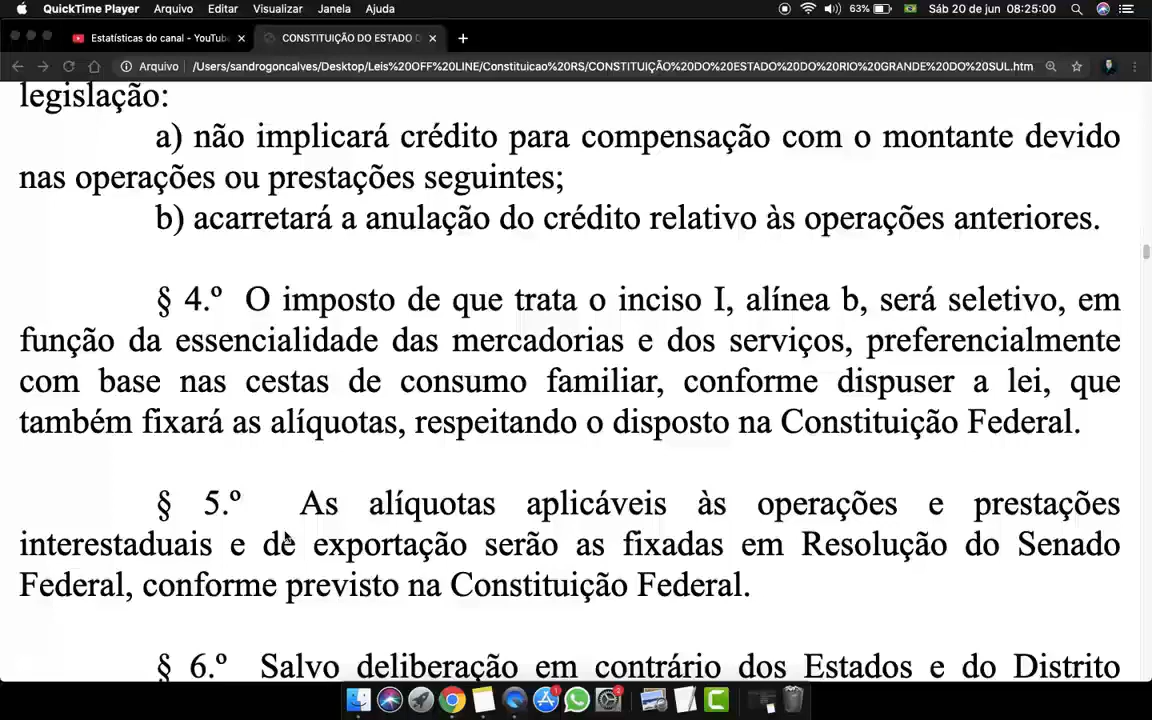 QuickTime Player Arquivo Editar Visualizar Janela Ajuda 63% Sáb 20 de jun 08:25:00
Estatísticas do canal - YouTub CONSTITUIÇÃO DO ESTADO D
Arquivo /Users/sandrogoncalves/Desktop/Leis%20OFF%20LINE/Constituicao%20RS/CONSTITUIÇÃO%20DO%20ESTADO%20DO%20RIO%20GRANDE%20DO%20SUL.htm
legislação:
a) não implicará crédito para compensação com o montante devido
nas operações ou prestações seguintes;
b) acarretará a anulação do crédito relativo às operações anteriores.
§ 4.º O imposto de que trata o inciso I, alínea b, será seletivo, em
função da essencialidade das mercadorias e dos serviços, preferencialmente
com base nas cestas de consumo familiar, conforme dispuser a lei, que
também fixará as alíquotas, respeitando o disposto na Constituição Federal.
§ 5.º As alíquotas aplicáveis às operações e prestações
interestaduais e de exportação serão as fixadas em Resolução do Senado
Federal, conforme previsto na Constituição Federal.
§ 6.º Salvo deliberação em contrário dos Estados e do Distrito